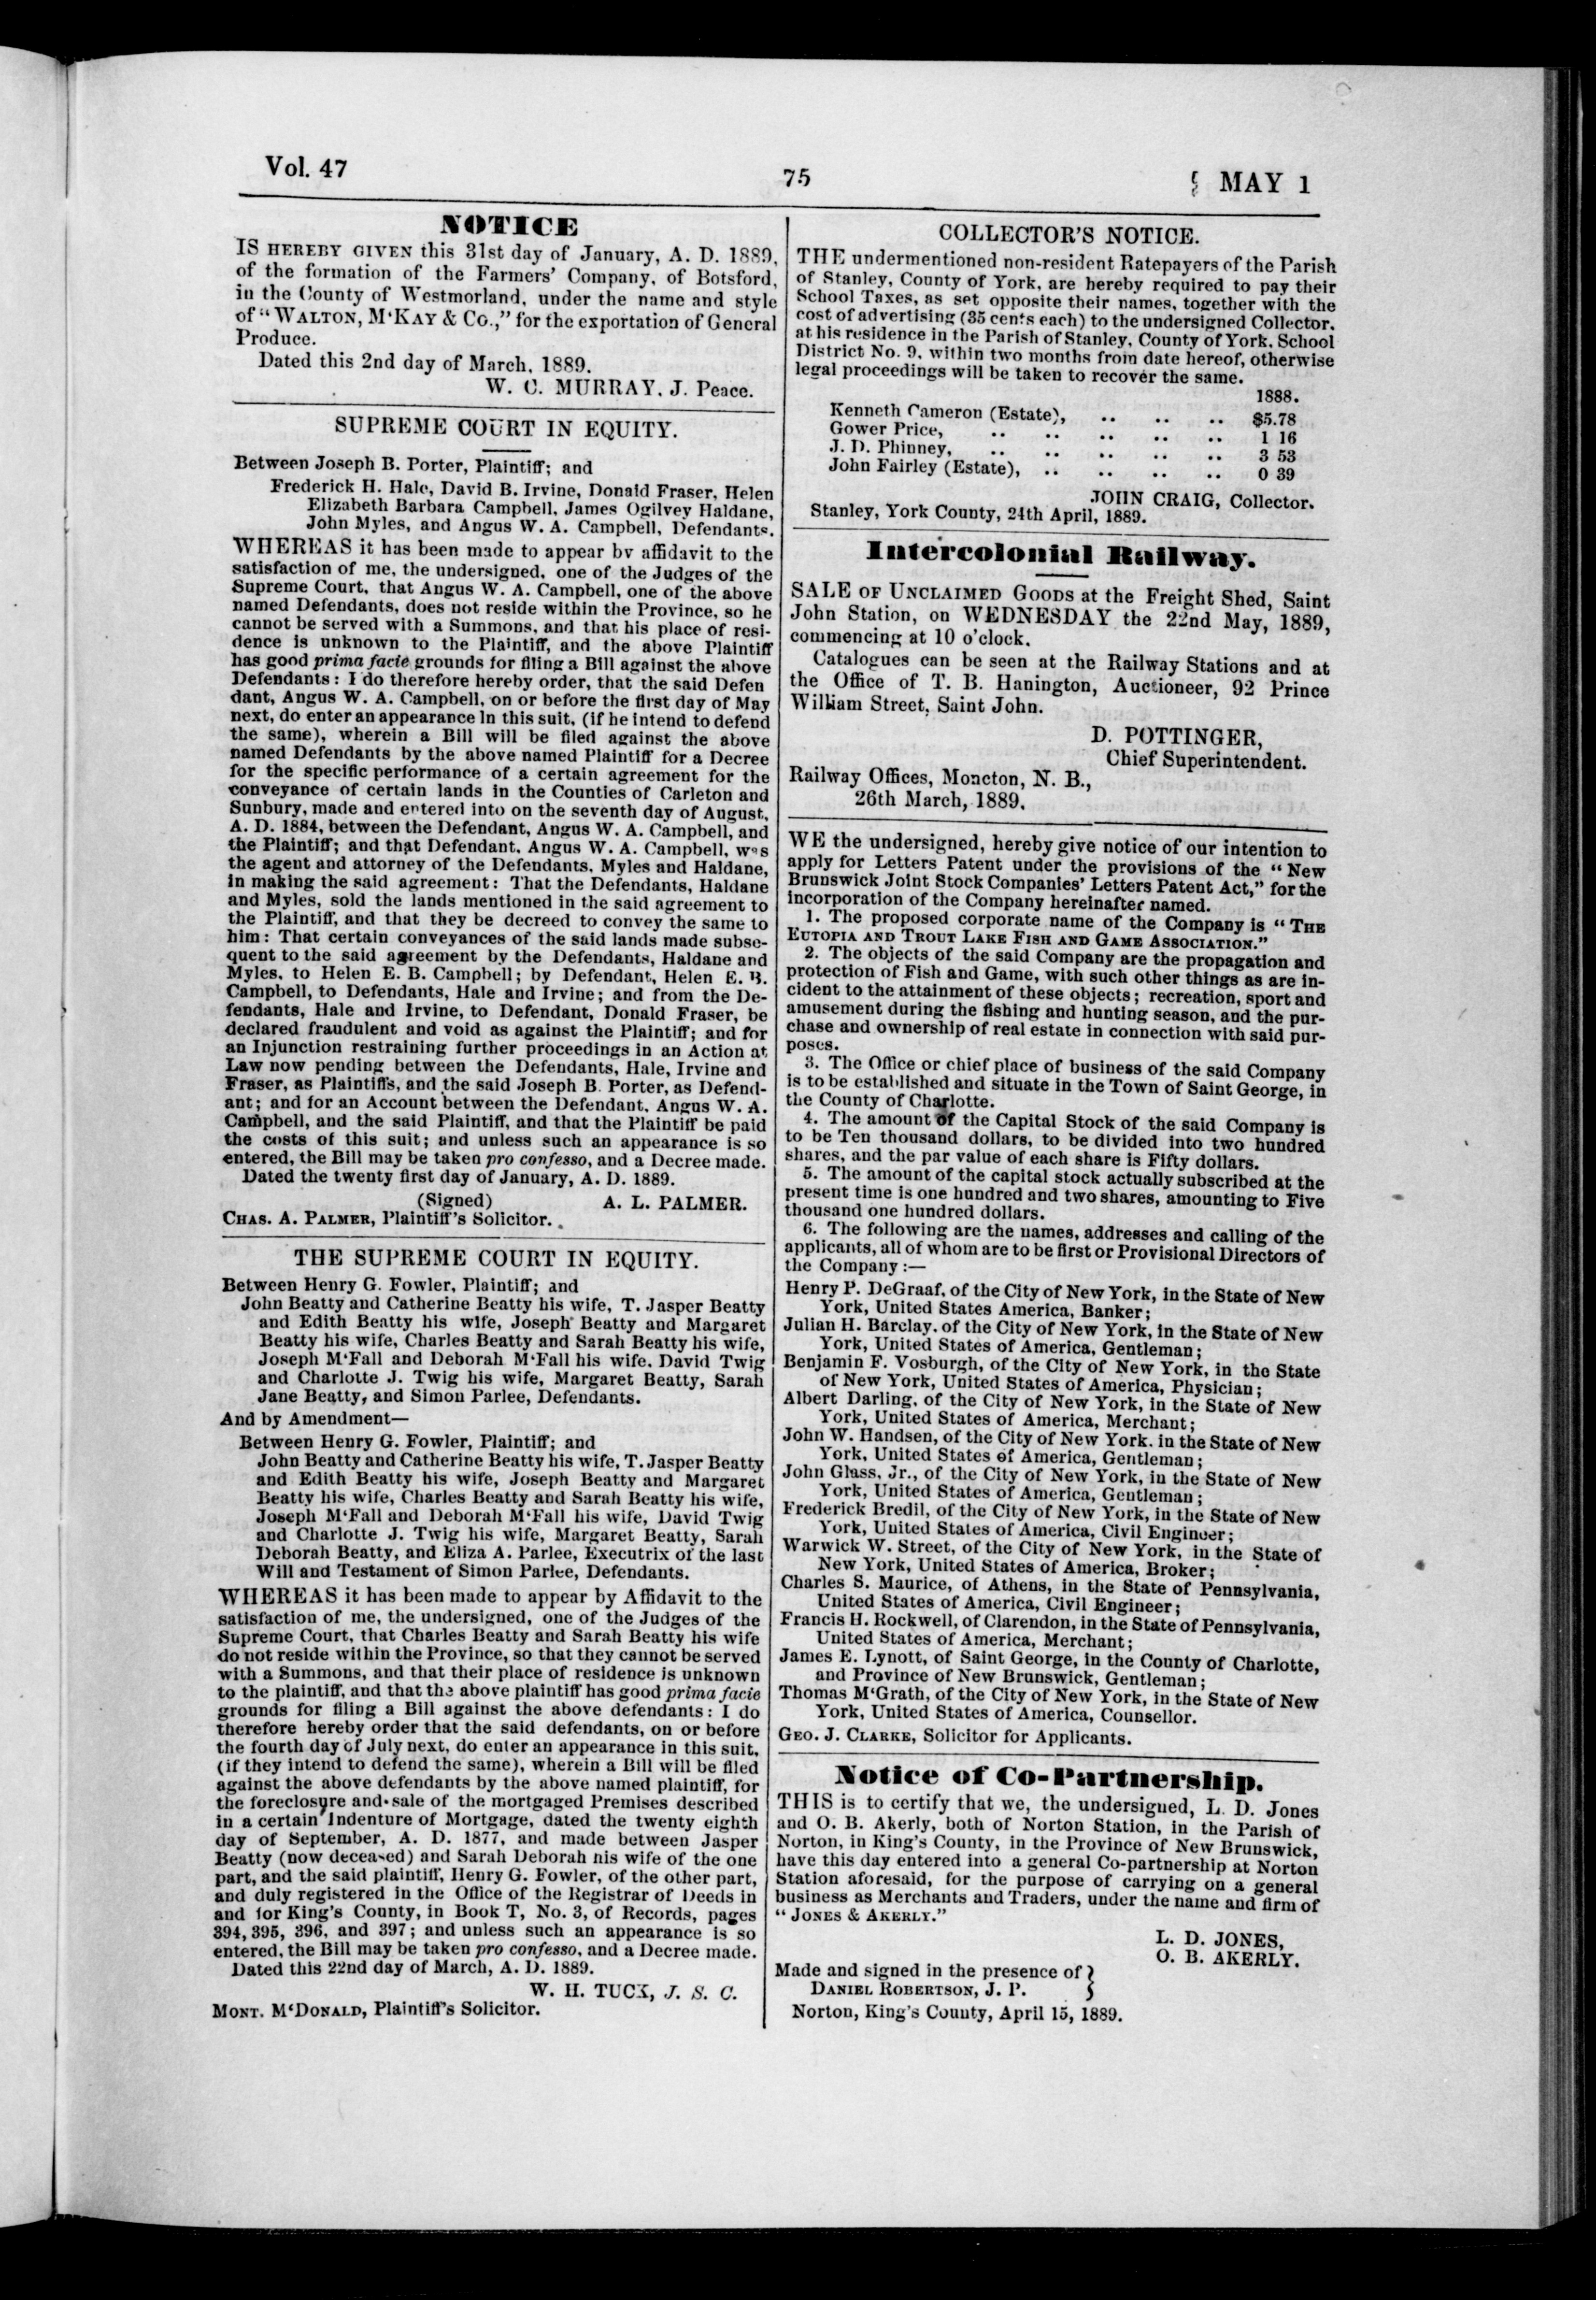 Vol. 47
75
MAY 1
NOTICE
IS HEREBY GIVEN this 31st day of January, A. D. 1889,
of the formation of the Farmers' Company, of Botsford,
in the County of Westmorland, under the name and style
of "WALTON, M'KAY & CO.," for the exportation of General
Produce.
Dated this 2nd day of March, 1889.
W. C. MURRAY, J. Peace.
SUPREME COURT IN EQUITY.
Between Joseph B. Porter, Plaintiff; and
Frederick H. Hale, David B. Irvine, Donald Fraser, Helen
Elizabeth Barbara Campbell, James Ogilvey Haldane,
John Myles, and Angus W. A. Campbell, Defendants.
WHEREAS it has been made to appear by affidavit to the
satisfaction of me, the undersigned, one of the Judges of the
Supreme Court, that Angus W. A. Campbell, one of the above
named Defendants, does not reside within the Province, so he
cannot be served with a Summons, and that his place of resi-
dence is unknown to the Plaintiff, and the above Plaintiff
has good prima facie grounds for filing a Bill against the above
Defendants: I do therefore hereby order, that the said Defen
dant, Angus W. A. Campbell, on or before the first day of May
next, do enter an appearance in this suit, (if he intend to defend
the same), wherein a Bill will be filed against the above
named Defendants by the above named Plaintiff for a Decree
for the specific performance of a certain agreement for the
conveyance of certain lands in the Counties of Carleton and
Sunbury, made and entered into on the seventh day of August,
A. D. 1884, between the Defendant, Angus W. A. Campbell, and
the Plaintiff; and that Defendant, Angus W. A. Campbell, was
the agent and attorney of the Defendants, Myles and Haldane,
in making the said agreement: That the Defendants, Haldane
and Myles, sold the lands mentioned in the said agreement to
the Plaintiff, and that they be decreed to convey the same to
him: That certain conveyances of the said lands made subse-
quent to the said agreement by the Defendants, Haldane and
Myles, to Helen E. B. Campbell; by Defendant, Helen E. B.
Campbell, to Defendants, Hale and Irvine; and from the De-
fendants, Hale and Irvine, to Defendant, Donald Fraser, be
declared fraudulent and void as against the Plaintiff; and for
an Injunction restraining further proceedings in an Action at
Law now pending between the Defendants, Hale, Irvine and
Fraser, as Plaintiffs, and the said Joseph B. Porter, as Defend-
ant; and for an Account between the Defendant, Angus W. A.
Campbell, and the said Plaintiff, and that the Plaintiff be paid
the costs of this suit; and unless such an appearance is so
entered, the Bill may be taken pro confesso, and a Decree made.
Dated the twenty first day of January, A. D. 1889.
(Signed) A. L. PALMER.
CHAS. A. PALMER, Plaintiff's Solicitor.
THE SUPREME COURT IN EQUITY.
Between Henry G. Fowler, Plaintiff; and
John Beatty and Catherine Beatty his wife, T. Jasper Beatty
and Edith Beatty his wife, Joseph Beatty and Margaret
Beatty his wife, Charles Beatty and Sarah Beatty his wife,
Joseph M'Fall and Deborah M'Fall his wife, David Twig
and Charlotte J. Twig his wife, Margaret Beatty, Sarah
Jane Beatty, and Simon Parlee, Defendants.
And by Amendment—
Between Henry G. Fowler, Plaintiff; and
John Beatty and Catherine Beatty his wife, T. Jasper Beatty
and Edith Beatty his wife, Joseph Beatty and Margaret
Beatty his wife, Charles Beatty and Sarah Beatty his wife,
Joseph M'Fall and Deborah M'Fall his wife, David Twig
and Charlotte J. Twig his wife, Margaret Beatty, Sarah
Deborah Beatty, and Eliza A. Parlee, Executrix of the last
Will and Testament of Simon Parlee, Defendants.
WHEREAS it has been made to appear by Affidavit to the
satisfaction of me, the undersigned, one of the Judges of the
Supreme Court, that Charles Beatty and Sarah Beatty his wife
do not reside within the Province, so that they cannot be served
with a Summons, and that their place of residence is unknown
to the plaintiff, and that the above plaintiff has good prima facie
grounds for filing a Bill against the above defendants: I do
therefore hereby order that the said defendants, on or before
the fourth day of July next, do enter an appearance in this suit,
(if they intend to defend the same), wherein a Bill will be filed
against the above defendants by the above named plaintiff, for
the foreclosure and sale of the mortgaged Premises described
in a certain Indenture of Mortgage, dated the twenty eighth
day of September, A. D. 1877, and made between Jasper
Beatty (now deceased) and Sarah Deborah his wife of the one
part, and the said plaintiff, Henry G. Fowler, of the other part,
and duly registered in the Office of the Registrar of Deeds in
and for King's County, in Book T, No. 3, of Records, pages
394, 395, 396, and 397; and unless such an appearance is so
entered, the Bill may be taken pro confesso, and a Decree made.
Dated this 22nd day of March, A. D. 1889.
W. H. TUCK, J. S. C.
MONT. M'DONALD, Plaintiff's Solicitor.
COLLECTOR'S NOTICE.
THE undermentioned non-resident Ratepayers of the Parish
of Stanley, County of York, are hereby required to pay their
School Taxes, as set opposite their names, together with the
cost of advertising (35 cents each) to the undersigned Collector,
at his residence in the Parish of Stanley, County of York, School
District No. 9, within two months from date hereof, otherwise
legal proceedings will be taken to recover the same.
1888.
Kenneth Cameron (Estate), .. .. .. $5.78
Gower Price, .. .. .. .. .. 1 16
J. D. Phinney, .. .. .. .. .. 3 53
John Fairley (Estate), .. .. .. .. 0 39
JOHN CRAIG, Collector.
Stanley, York County, 24th April, 1889.
Intercolonial Railway.
SALE OF UNCLAIMED GOODS at the Freight Shed, Saint
John Station, on WEDNESDAY the 22nd May, 1889,
commencing at 10 o'clock.
Catalogues can be seen at the Railway Stations and at
the Office of T. B. Hanington, Auctioneer, 92 Prince
William Street, Saint John.
D. POTTINGER,
Chief Superintendent.
Railway Offices, Moncton, N. B.,
26th March, 1889.
WE the undersigned, hereby give notice of our intention to
apply for Letters Patent under the provisions of the "New
Brunswick Joint Stock Companies' Letters Patent Act," for the
incorporation of the Company hereinafter named.
1. The proposed corporate name of the Company is "THE
EUTOPIA AND TROUT LAKE FISH AND GAME ASSOCIATION."
2. The objects of the said Company are the propagation and
protection of Fish and Game, with such other things as are in-
cident to the attainment of these objects; recreation, sport and
amusement during the fishing and hunting season, and the pur-
chase and ownership of real estate in connection with said pur-
poses.
3. The Office or chief place of business of the said Company
is to be established and situate in the Town of Saint George, in
the County of Charlotte.
4. The amount of the Capital Stock of the said Company is
to be Ten thousand dollars, to be divided into two hundred
shares, and the par value of each share is Fifty dollars.
5. The amount of the capital stock actually subscribed at the
present time is one hundred and two shares, amounting to Five
thousand one hundred dollars.
6. The following are the names, addresses and calling of the
applicants, all of whom are to be first or Provisional Directors of
the Company:—
Henry P. DeGraaf, of the City of New York, in the State of New
York, United States America, Banker;
Julian H. Barclay, of the City of New York, in the State of New
York, United States of America, Gentleman;
Benjamin F. Vosburgh, of the City of New York, in the State
of New York, United States of America, Physician;
Albert Darling, of the City of New York, in the State of New
York, United States of America, Merchant;
John W. Handsen, of the City of New York, in the State of New
York, United States of America, Gentleman;
John Glass, Jr., of the City of New York, in the State of New
York, United States of America, Gentleman;
Frederick Bredil, of the City of New York, in the State of New
York, United States of America, Civil Engineer;
Warwick W. Street, of the City of New York, in the State of
New York, United States of America, Broker;
Charles S. Maurice, of Athens, in the State of Pennsylvania,
United States of America, Civil Engineer;
Francis H. Rockwell, of Clarendon, in the State of Pennsylvania,
United States of America, Merchant;
James E. Lynott, of Saint George, in the County of Charlotte,
and Province of New Brunswick, Gentleman;
Thomas M'Grath, of the City of New York, in the State of New
York, United States of America, Counsellor.
GEO. J. CLARKE, Solicitor for Applicants.
Notice of Co-Partnership.
THIS is to certify that we, the undersigned, L. D. Jones
and O. B. Akerly, both of Norton Station, in the Parish of
Norton, in King's County, in the Province of New Brunswick,
have this day entered into a general Co-partnership at Norton
Station aforesaid, for the purpose of carrying on a general
business as Merchants and Traders, under the name and firm of
"JONES & AKERLY."
L. D. JONES,
O. B. AKERLY.
Made and signed in the presence of }
DANIEL ROBERTSON, J. P.
Norton, King's County, April 15, 1889.